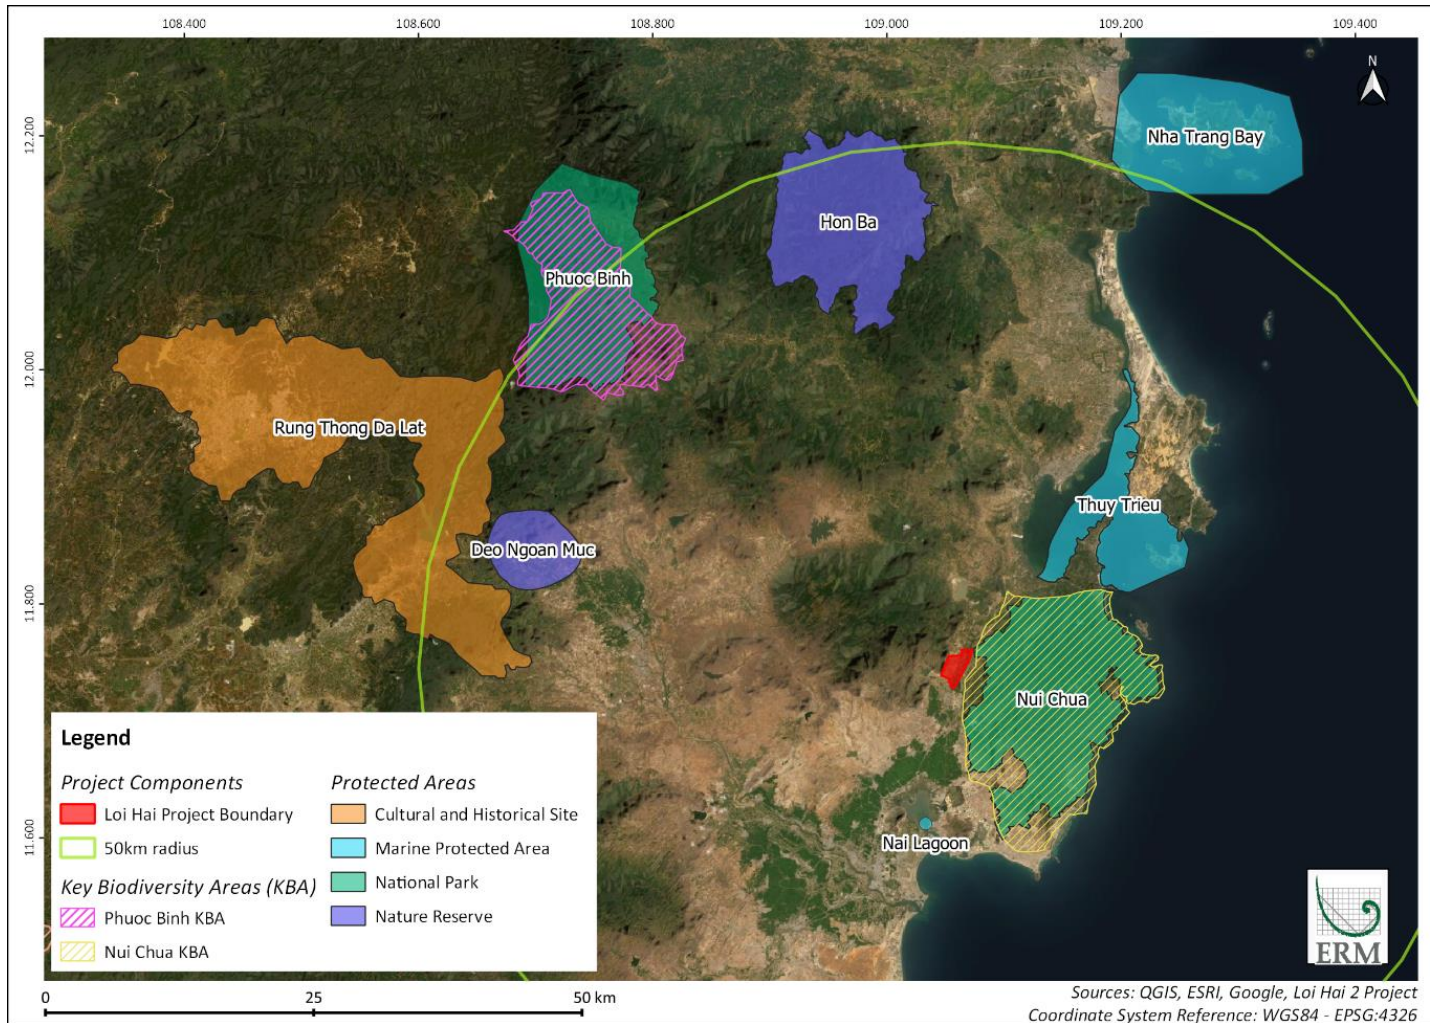 108.400 108.600 108.800 109.000 109.200 109.400
12.200
12.000
11.800
11.600
N
Nha Trang Bay
Hon Ba
Phuoc Binh
Rung Thong Da Lat
Thuy Trieu
Deo Ngoan Muc
Nui Chua
Nai Lagoon
Legend
Project Components
Loi Hai Project Boundary
50km radius
Key Biodiversity Areas (KBA)
Phuoc Binh KBA
Nui Chua KBA
Protected Areas
Cultural and Historical Site
Marine Protected Area
National Park
Nature Reserve
ERM
0 25 50 km
Sources: QGIS, ESRI, Google, Loi Hai 2 Project
Coordinate System Reference: WGS84 - EPSG:4326